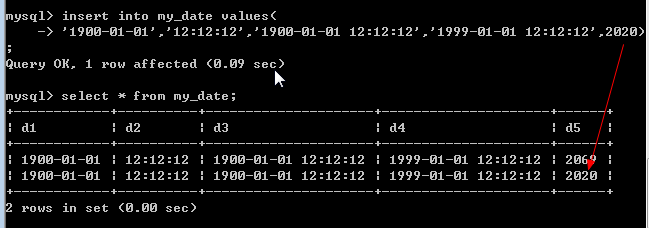 mysql> insert into my_date values(
    -> '1900-01-01','12:12:12','1900-01-01 12:12:12','1999-01-01 12:12:12',2020)
;
Query OK, 1 row affected (0.09 sec)
mysql> select * from my_date;
+------------+----------+---------------------+---------------------+------+
| d1         | d2       | d3                  | d4                  | d5   |
+------------+----------+---------------------+---------------------+------+
| 1900-01-01 | 12:12:12 | 1900-01-01 12:12:12 | 1999-01-01 12:12:12 | 2069 |
| 1900-01-01 | 12:12:12 | 1900-01-01 12:12:12 | 1999-01-01 12:12:12 | 2020 |
+------------+----------+---------------------+---------------------+------+
2 rows in set (0.00 sec)